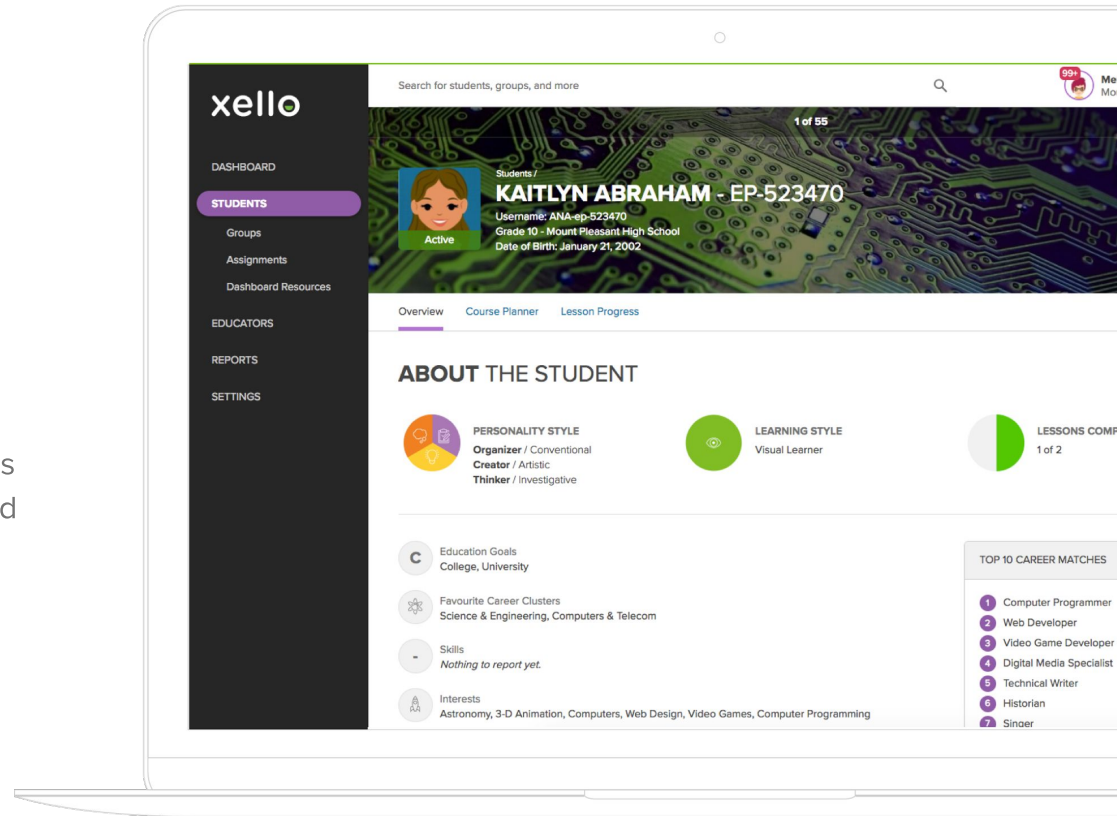 xello
DASHBOARD
STUDENTS
Groups
Assignments
Dashboard Resources
EDUCATORS
REPORTS
SETTINGS
s
d
Search for students, groups, and more
99+
Me
Mo
1 of 55
Students /
KAITLYN ABRAHAM - EP-523470
Username: ANA-ep-523470
Grade 10 - Mount Pleasant High School
Date of Birth: January 21, 2002
Active
Overview Course Planner Lesson Progress
ABOUT THE STUDENT
PERSONALITY STYLE
Organizer / Conventional
Creator / Artistic
Thinker / Investigative
LEARNING STYLE
Visual Learner
LESSONS COMP
1 of 2
C
Education Goals
College, University
Favourite Career Clusters
Science & Engineering, Computers & Telecom
-
Skills
Nothing to report yet.
Interests
Astronomy, 3-D Animation, Computers, Web Design, Video Games, Computer Programming
TOP 10 CAREER MATCHES
1 Computer Programmer
2 Web Developer
3 Video Game Developer
4 Digital Media Specialist
5 Technical Writer
6 Historian
7 Singer